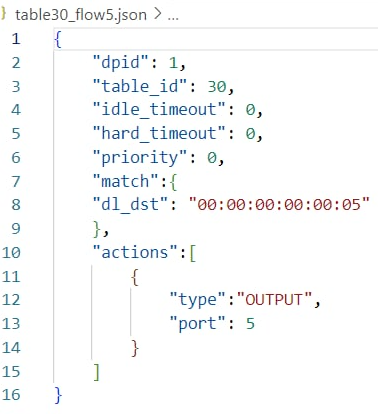 {} table30_flow5.json > ...
1 {
2 "dpid": 1,
3 "table_id": 30,
4 "idle_timeout": 0,
5 "hard_timeout": 0,
6 "priority": 0,
7 "match":{
8 "dl_dst": "00:00:00:00:00:05"
9 },
10 "actions":[
11 {
12 "type":"OUTPUT",
13 "port": 5
14 }
15 ]
16 }